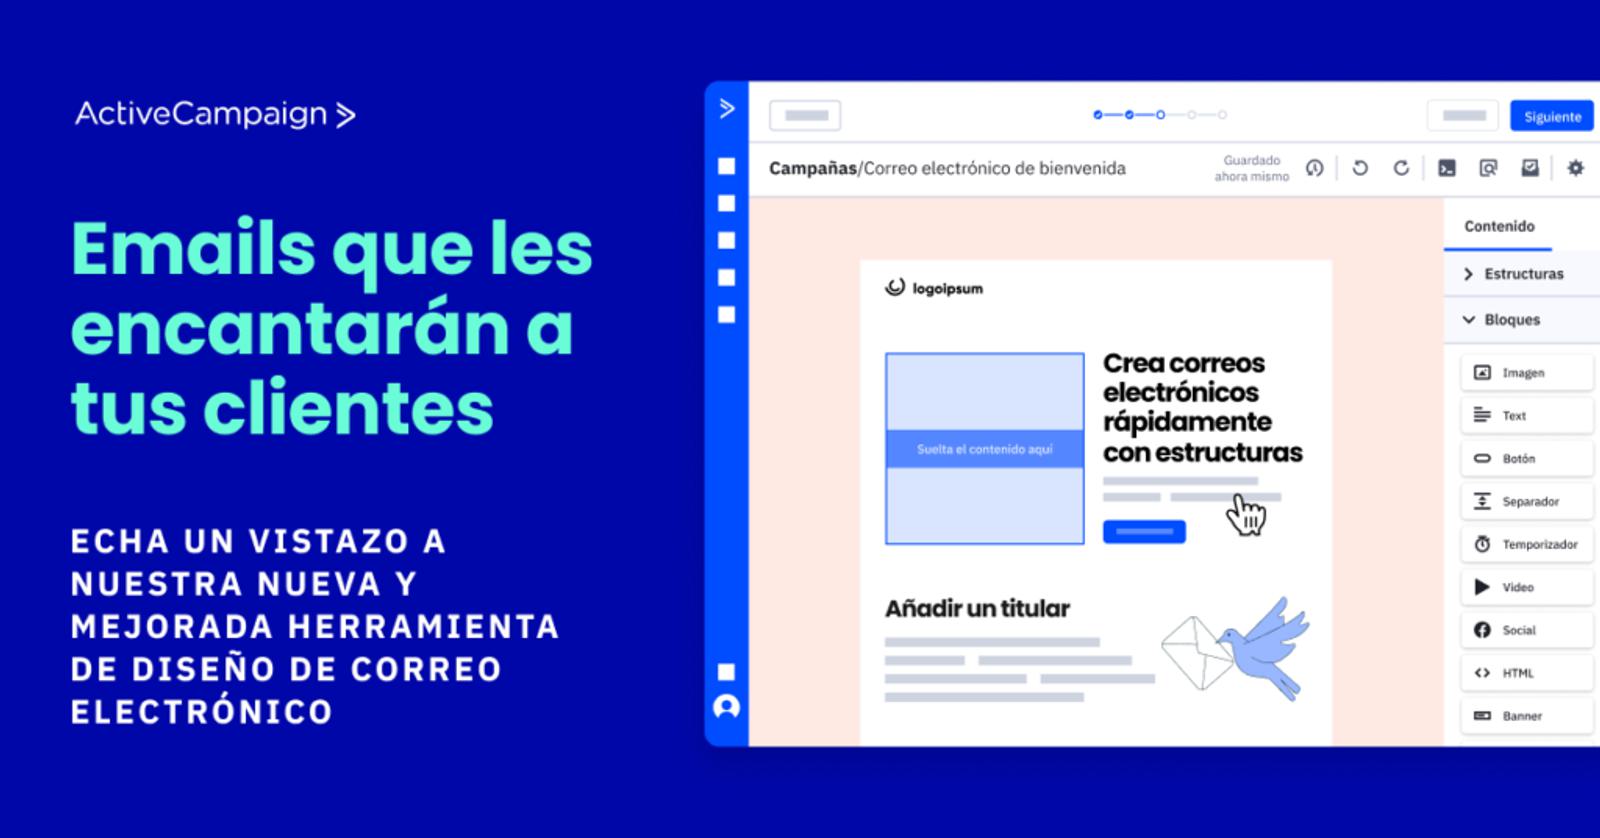 ActiveCampaign
Emails que les
encantarán a
tus clientes
ECHA UN VISTAZO A
NUESTRA NUEVA Y
MEJORADA HERRAMIENTA
DE DISEÑO DE CORREO
ELECTRÓNICO
Siguiente
Campañas/Correo electrónico de bienvenida
Guardado
ahora mismo
logoipsum
Suelta el contenido aquí
Crea correos
electrónicos
rápidamente
con estructuras
Añadir un titular
Contenido
Estructuras
Bloques
Imagen
Text
Botón
Separador
Temporizador
Video
Social
HTML
Banner